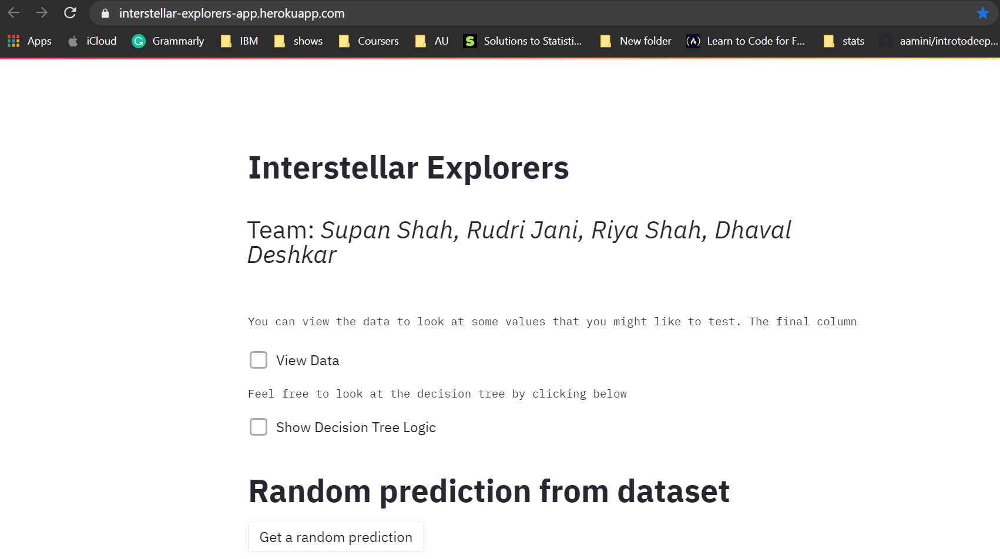 interstellar-explorers-app.herokuapp.com
Apps iCloud Grammarly IBM shows Coursers AU Solutions to Statisti... New folder Learn to Code for F... stats aamini/introtodeep...
Interstellar Explorers
Team: Supan Shah, Rudri Jani, Riya Shah, Dhaval
Deshkar
You can view the data to look at some values that you might like to test. The final column
View Data
Feel free to look at the decision tree by clicking below
Show Decision Tree Logic
Random prediction from dataset
Get a random prediction